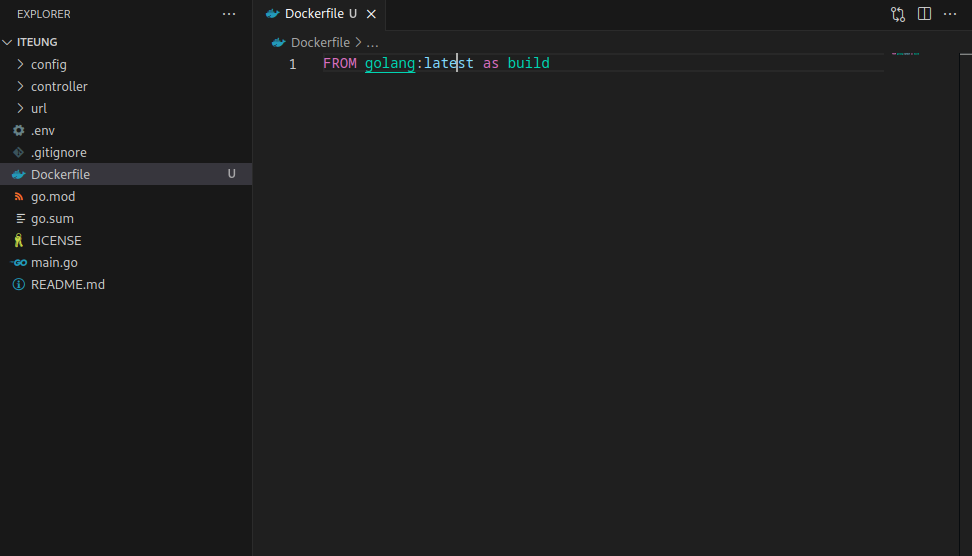 EXPLORER
ITEUNG
config
controller
url
.env
.gitignore
Dockerfile U
go.mod
go.sum
LICENSE
GO main.go
README.md
Dockerfile U
Dockerfile > ...
1 FROM golang:latest as build